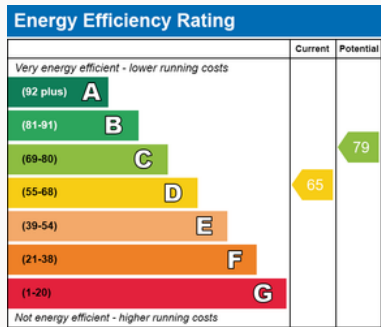 Energy Efficiency Rating
Current Potential
Very energy efficient - lower running costs
(92 plus) A
(81-91) B
(69-80) C
79
(55-68) D
65
(39-54) E
(21-38) F
(1-20) G
Not energy efficient - higher running costs